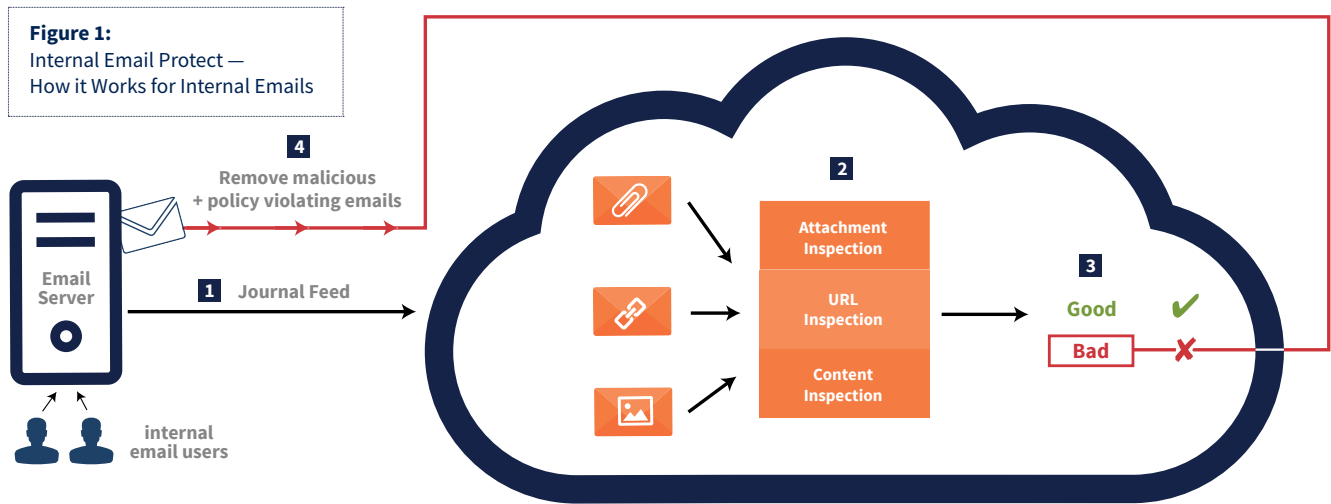 Figure 1:
Internal Email Protect —
How it Works for Internal Emails
4
Remove malicious
+ policy violating emails
Email
Server
1 Journal Feed
internal
email users
2
Attachment
Inspection
URL
Inspection
Content
Inspection
3
Good
Bad